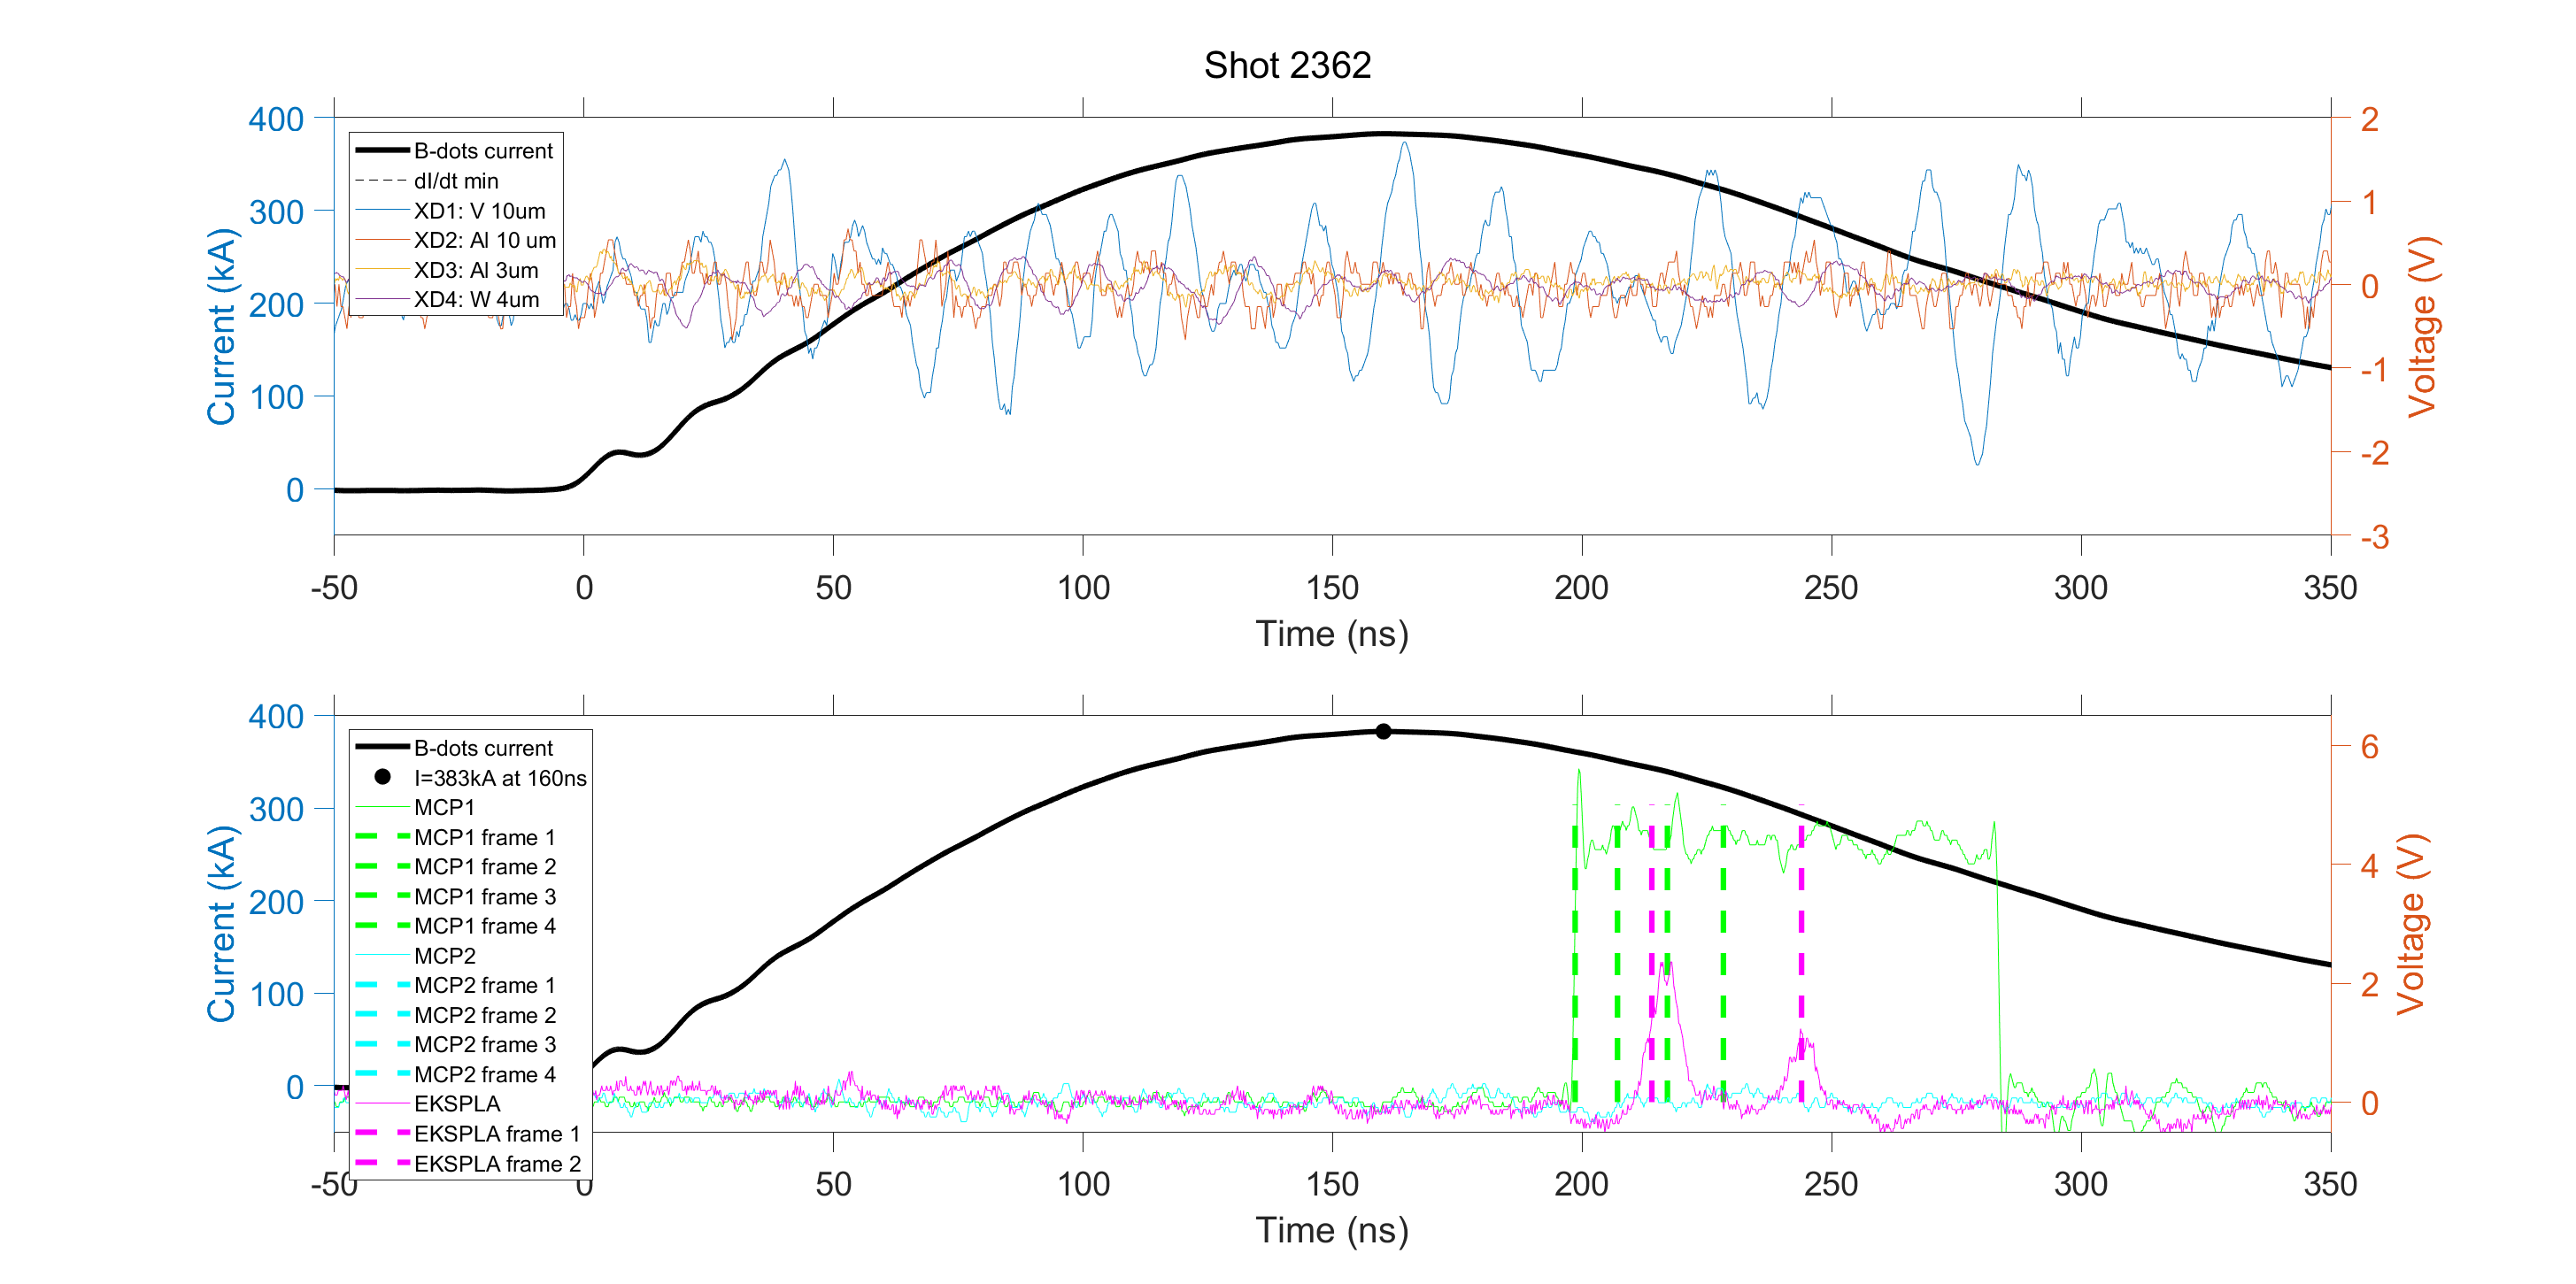 Shot 2362
400
300
200
100
0
Current (kA)
B-dots current
dI/dt min
XD1: V 10um
XD2: Al 10 um
XD3: Al 3um
XD4: W 4um
2
1
0
-1
-2
-3
Voltage (V)
-50 0 50 100 150 200 250 300 350
Time (ns)
400
300
200
100
0
Current (kA)
B-dots current
I=383kA at 160ns
MCP1
MCP1 frame 1
MCP1 frame 2
MCP1 frame 3
MCP1 frame 4
MCP2
MCP2 frame 1
MCP2 frame 2
MCP2 frame 3
MCP2 frame 4
EKSPLA
EKSPLA frame 1
EKSPLA frame 2
6
4
2
0
Voltage (V)
-50 0 50 100 150 200 250 300 350
Time (ns)